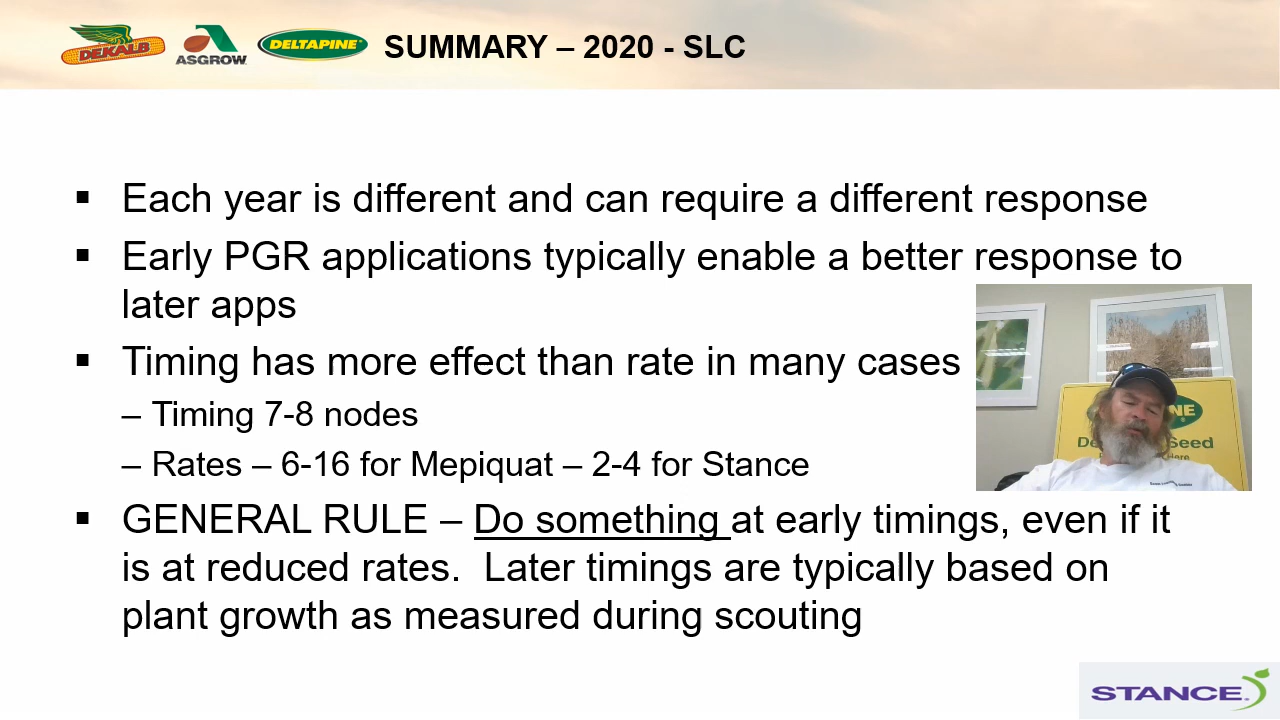 DEKALB
ASGROW
DELTAPINE
SUMMARY – 2020 - SLC
▪ Each year is different and can require a different response
▪ Early PGR applications typically enable a better response to
later apps
▪ Timing has more effect than rate in many cases
– Timing 7-8 nodes
– Rates – 6-16 for Mepiquat – 2-4 for Stance
▪ GENERAL RULE – Do something at early timings, even if it
is at reduced rates.  Later timings are typically based on
plant growth as measured during scouting
Seed
Here
STANCE